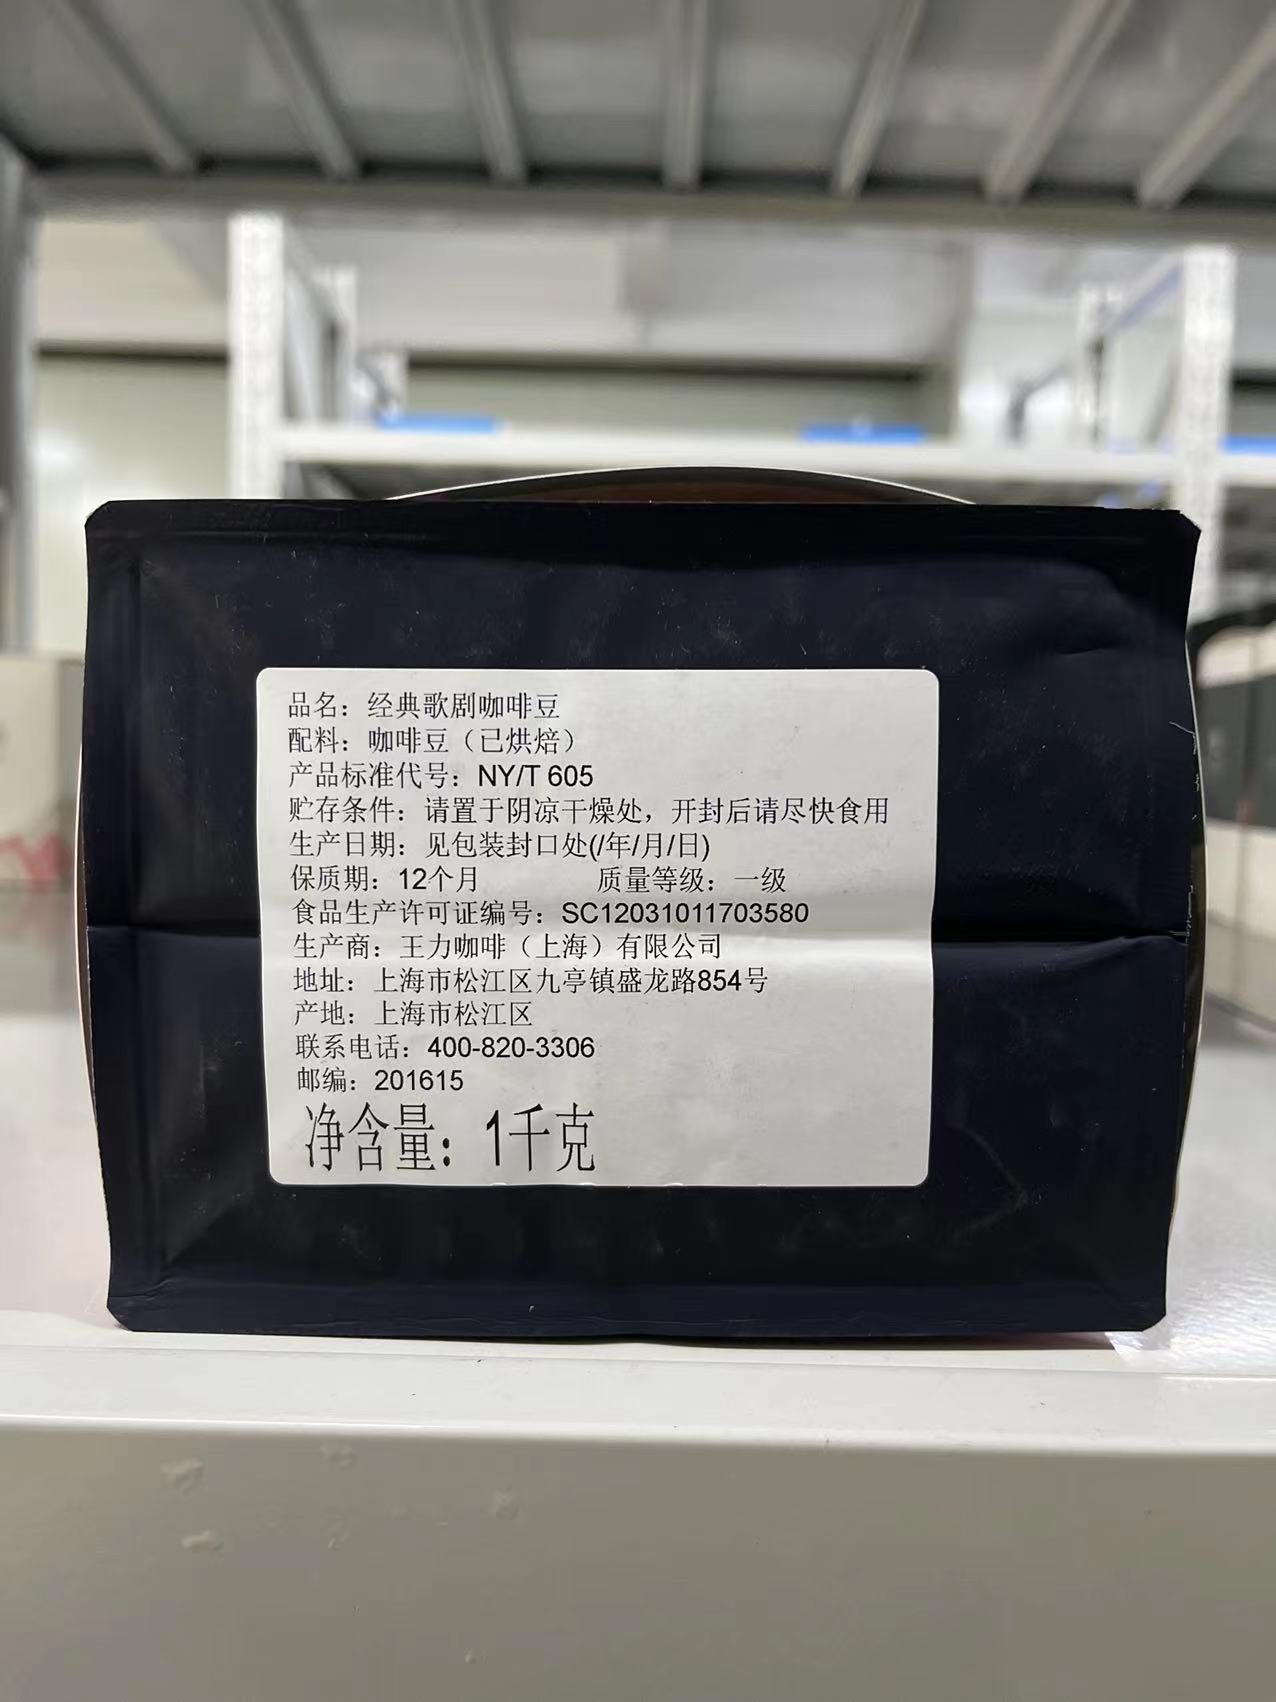 品名：经典歌剧咖啡豆
配料：咖啡豆（已烘焙）
产品标准代号：NY/T 605
贮存条件：请置于阴凉干燥处，开封后请尽快食用
生产日期：见包装封口处(/年/月/日)
保质期：12个月 质量等级：一级
食品生产许可证编号：SC12031011703580
生产商：王力咖啡（上海）有限公司
地址：上海市松江区九亭镇盛龙路854号
产地：上海市松江区
联系电话：400-820-3306
邮编：201615
净含量：1千克